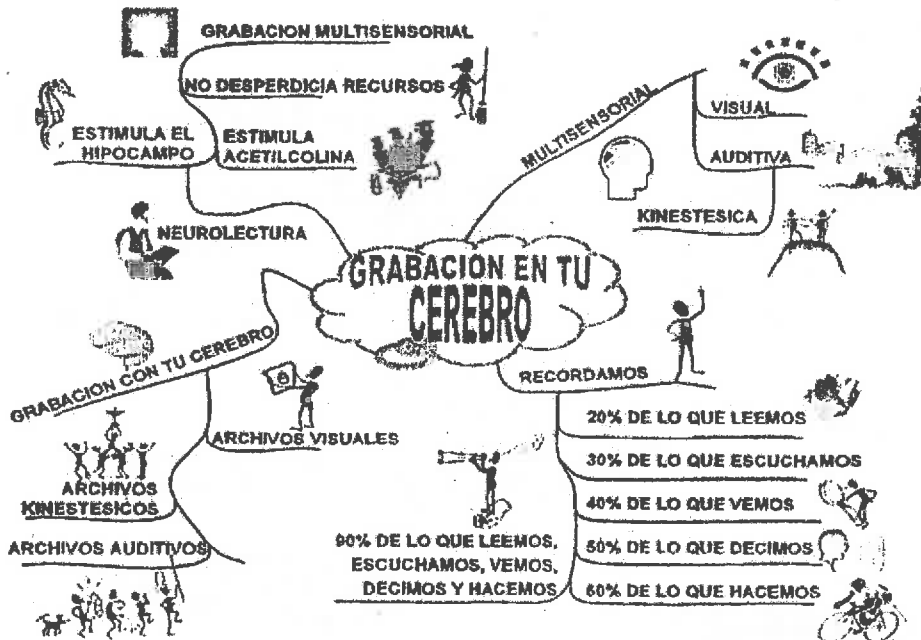 GRABACION MULTISENSORIAL
NO DESPERDICIA RECURSOS
ESTIMULA EL
HIPOCAMPO
ESTIMULA
ACETILCOLINA
NEUROLECTURA
MULTISENSORIAL
VISUAL
AUDITIVA
KINESTESICA
GRABACION EN TU
CEREBRO
GRABACION CON TU CEREBRO
ARCHIVOS VISUALES
ARCHIVOS
KINESTESICOS
ARCHIVOS AUDITIVOS
RECORDAMOS
20% DE LO QUE LEEMOS
30% DE LO QUE ESCUCHAMOS
40% DE LO QUE VEMOS
50% DE LO QUE DECIMOS
60% DE LO QUE HACEMOS
90% DE LO QUE LEEMOS,
ESCUCHAMOS, VEMOS,
DECIMOS Y HACEMOS